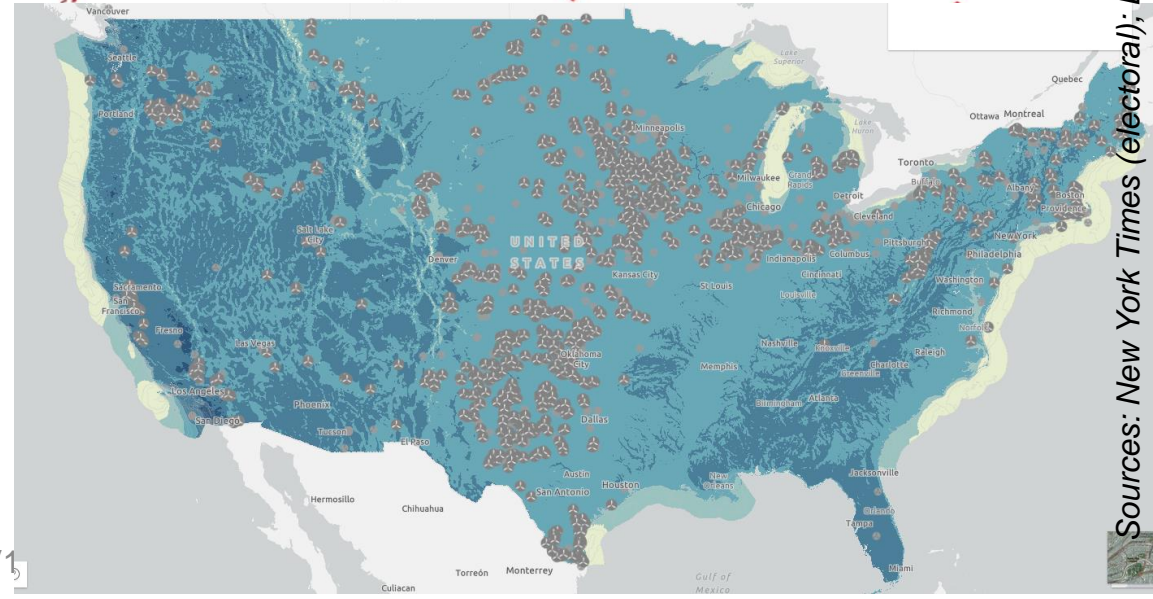 Vancouver
Seattle
Portland
Sacramento
San
Francisco
Fresno
Las Vegas
Los Angeles
San Diego
Phoenix
Tucson
El Paso
Salt Lake
City
Denver
UNITED
STATES
Minneapolis
Milwaukee
Grand
Rapids
Chicago
Detroit
Lake
Superior
Lake
Huron
Toronto
Ottawa
Montreal
Quebec
Cleveland
Pittsburgh
Columbus
Indianapolis
Cincinnati
Kansas City
St Louis
Louisville
Albany
Boston
Providence
New York
Philadelphia
Washington
Richmond
Norfolk
Raleigh
Charlotte
Greenville
Knoxville
Nashville
Memphis
Birmingham
Atlanta
Oklahoma
City
Dallas
Austin
San Antonio
Houston
New
Orleans
Jacksonville
Orlando
Tampa
Miami
Hermosillo
Chihuahua
Torreón
Monterrey
Culiacan
Gulf of
Mexico
Sources: New York Times (electoral);